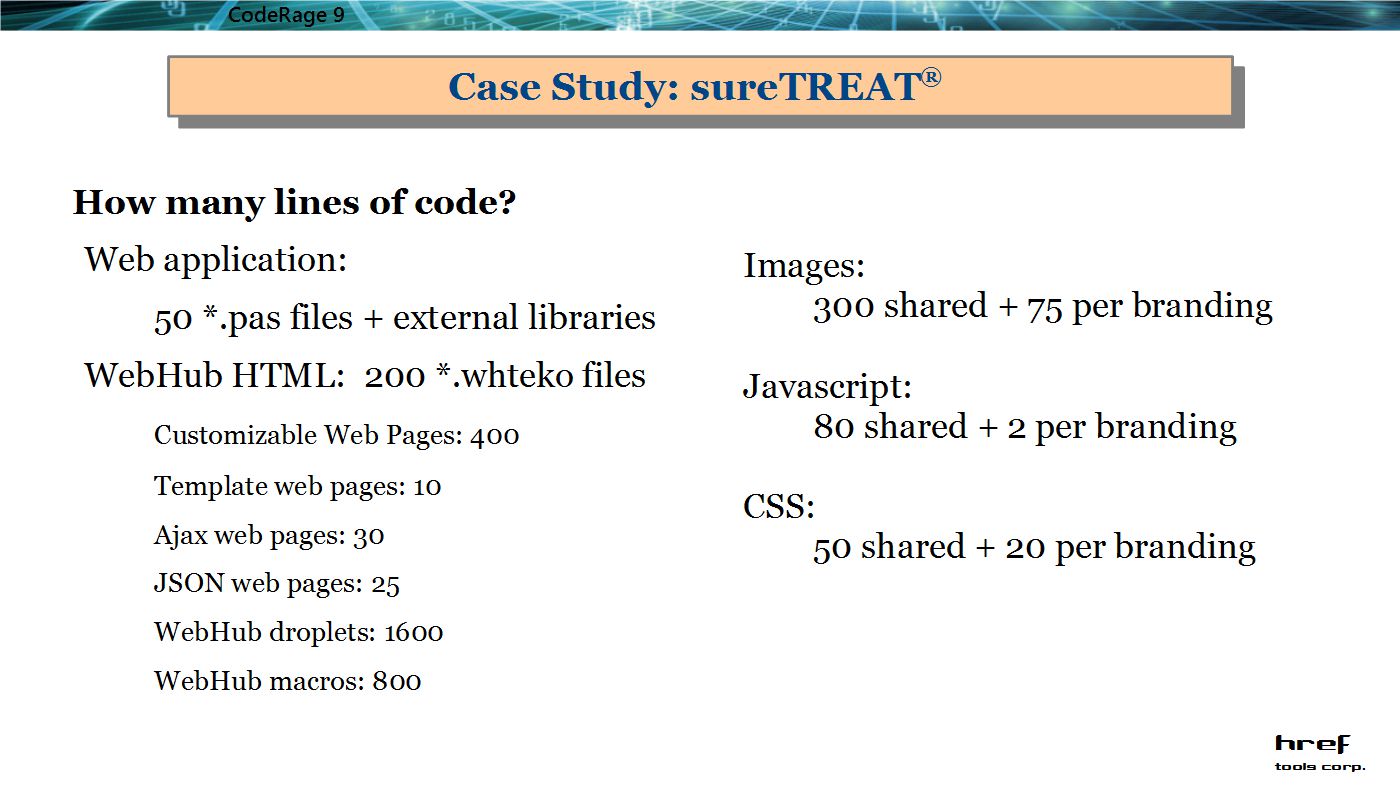 CodeRage 9
Case Study: sureTREAT®
How many lines of code?
Web application:
50 *.pas files + external libraries
WebHub HTML:  200 *.whteko files
Customizable Web Pages: 400
Template web pages: 10
Ajax web pages: 30
JSON web pages: 25
WebHub droplets: 1600
WebHub macros: 800
Images:
300 shared + 75 per branding
Javascript:
80 shared + 2 per branding
CSS:
50 shared + 20 per branding
href
tools corp.